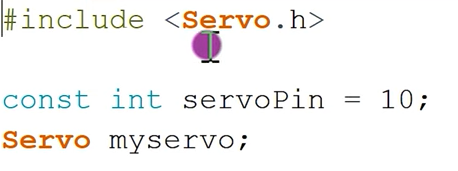 #include <Servo.h>
const int servoPin = 10;
Servo myservo;